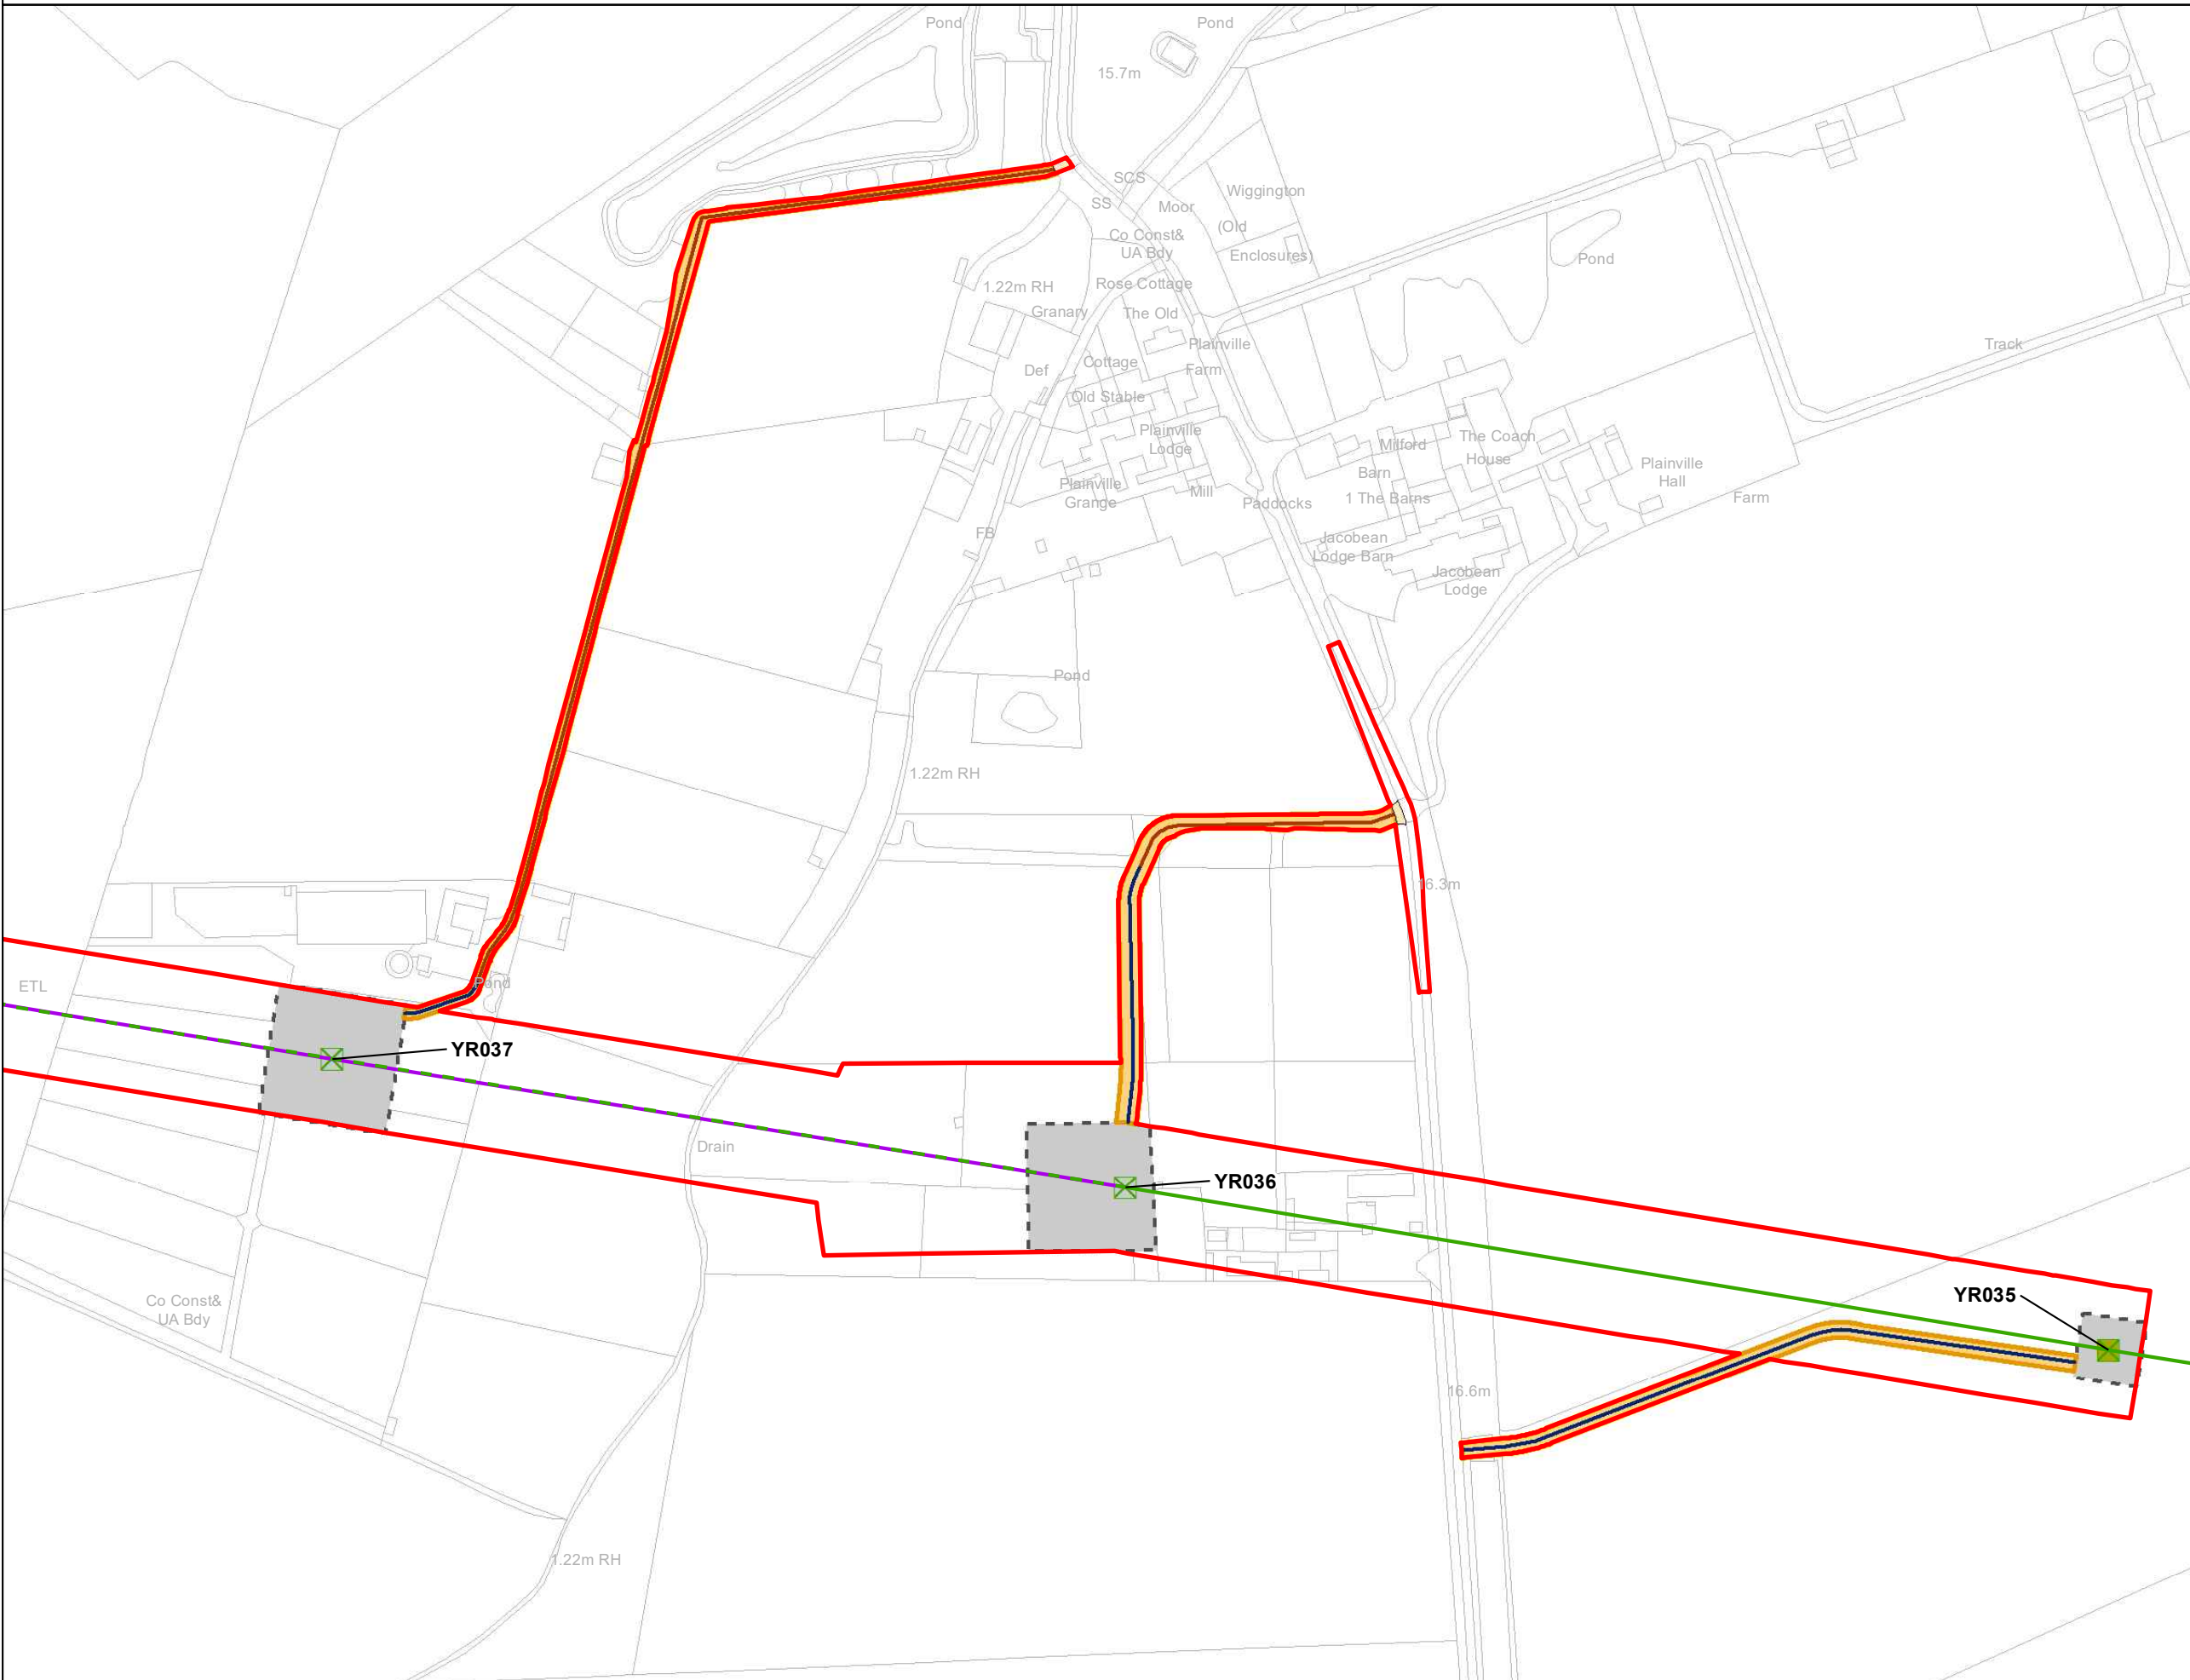 Pond
Pond
15.7m
SCS
SS
Moor
Wiggington
(Old
Enclosures)
Co Const&
UA Bdy
Pond
Rose Cottage
1.22m RH
Granary
The Old
Plainville
Farm
Track
Cottage
Def
Old Stable
Plainville
Lodge
Milford
The Coach
House
Barn
Plainville
Hall
Plainville
Grange
Mill
1 The Barns
Paddocks
Farm
FB
Jacobean
Lodge Barn
Jacobean
Lodge
Pond
1.22m RH
16.3m
ETL
Pond
YR037
Drain
YR036
Co Const&
UA Bdy
YR035
16.6m
1.22m RH